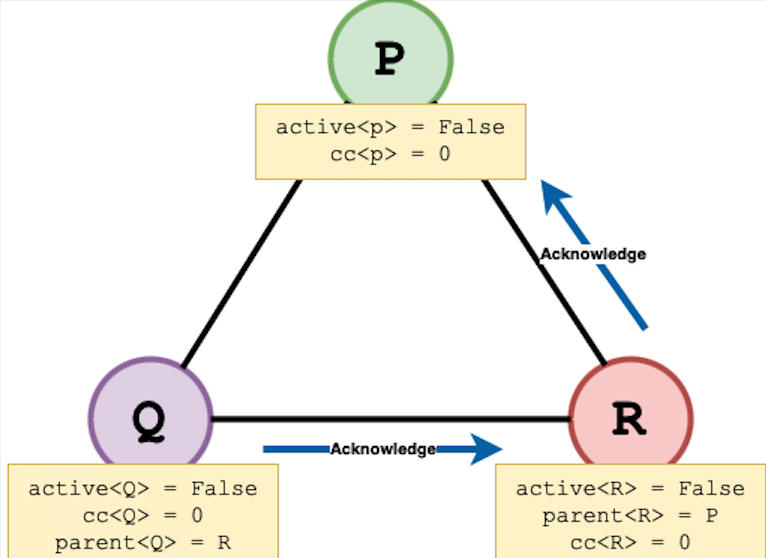 P
active<p> = False
cc<p> = 0
Acknowledge
Q
R
Acknowledge
active<Q> = False
cc<Q> = 0
parent<Q> = R
active<R> = False
parent<R> = P
cc<R> = 0